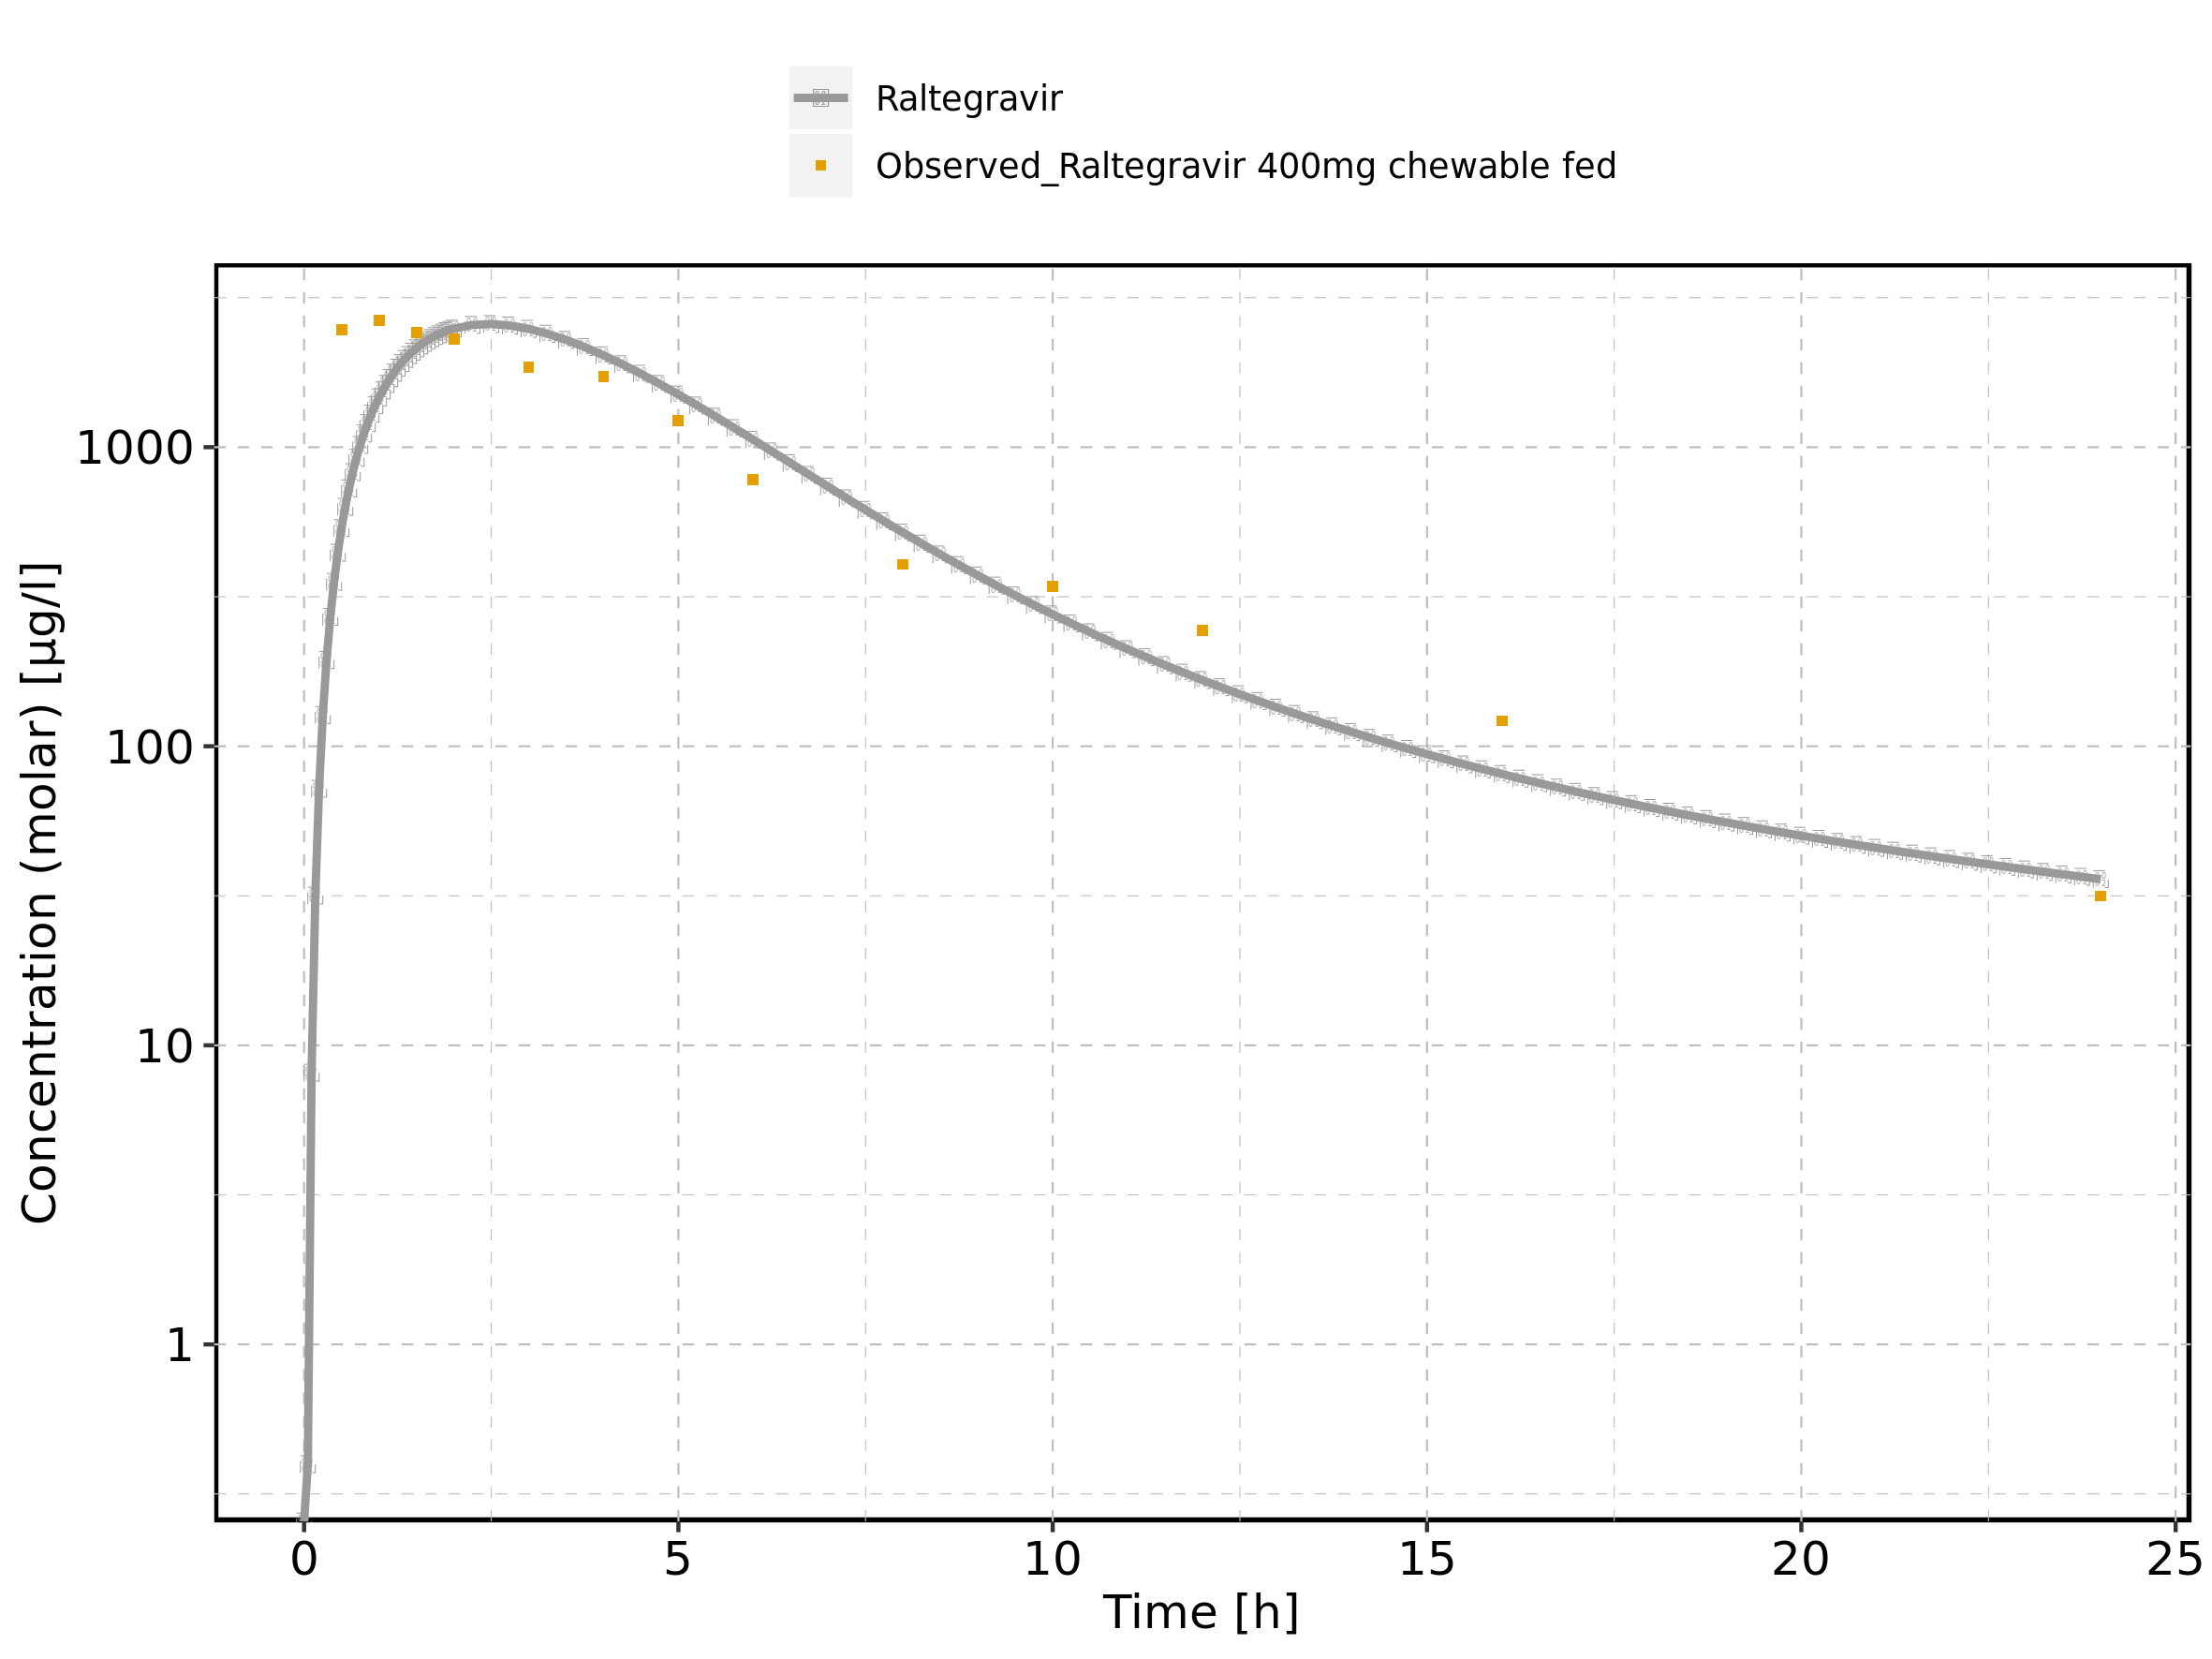 Raltegravir
Observed_Raltegravir 400mg chewable fed
Concentration (molar) [µg/l]
1000
100
10
1
0 5 10 15 20 25
Time [h]